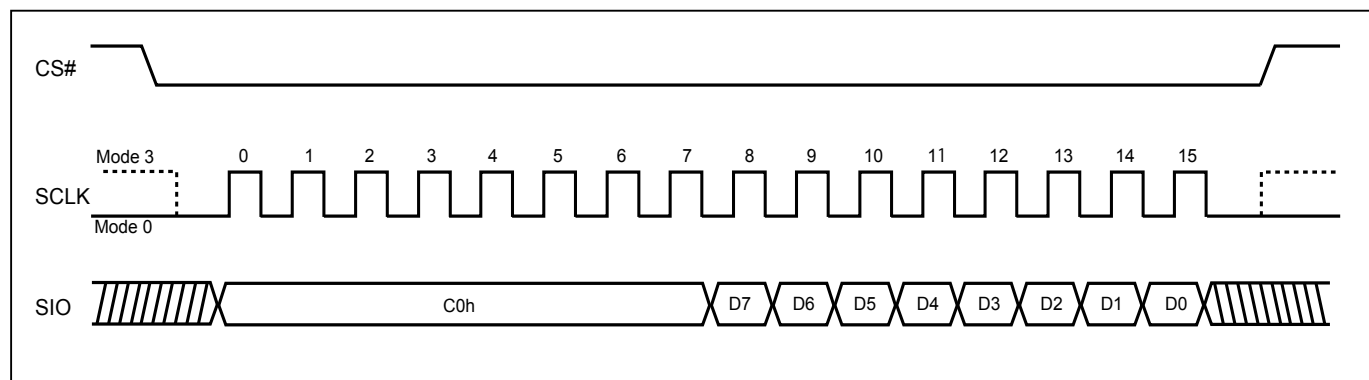 CS#
Mode 3 0 1 2 3 4 5 6 7 8 9 10 11 12 13 14 15
SCLK
Mode 0
SIO C0h D7 D6 D5 D4 D3 D2 D1 D0